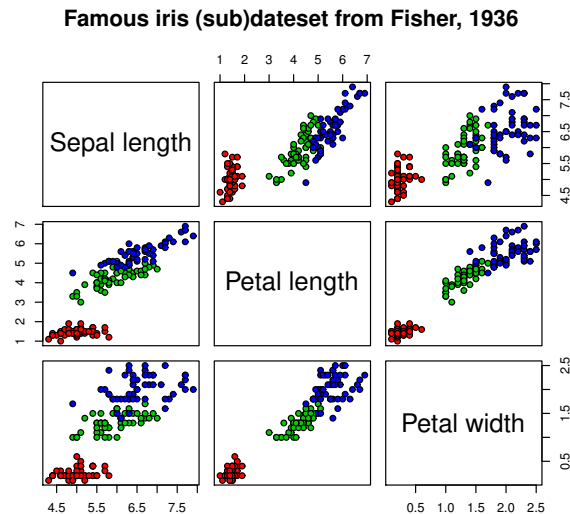 Famous iris (sub)dateset from Fisher, 1936
1 2 3 4 5 6 7
Sepal length
4.5 5.5 6.5 7.5
1 2 3 4 5 6 7
Petal length
Petal width
0.5 1.5 2.5
4.5 5.5 6.5 7.5
0.5 1.0 1.5 2.0 2.5